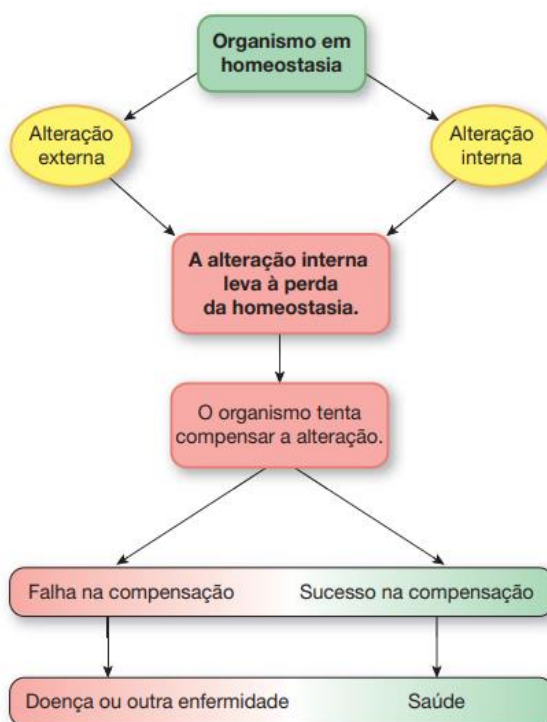 Organismo em
homeostasia
Alteração
externa
Alteração
interna
A alteração interna
leva à perda
da homeostasia.
O organismo tenta
compensar a alteração.
Falha na compensação
Sucesso na compensação
Doença ou outra enfermidade
Saúde